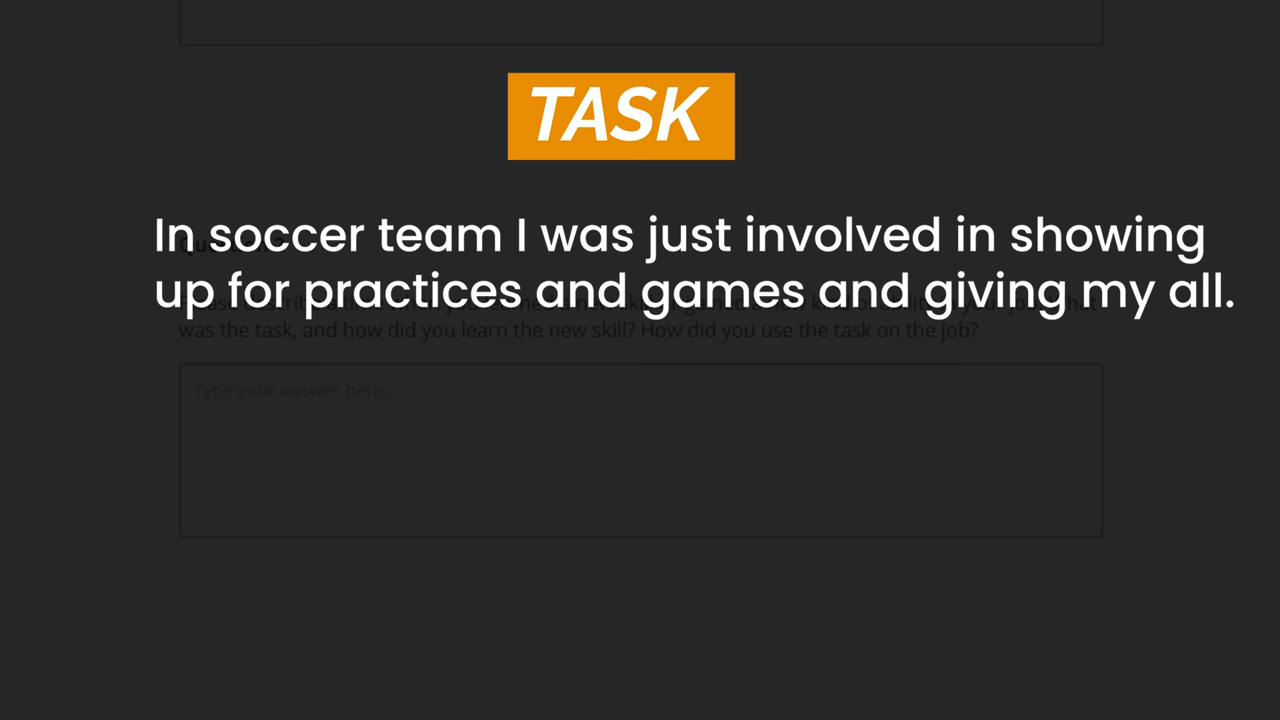 TASK
In soccer team I was just involved in showing
up for practices and games and giving my all.
was the task, and how did you learn the new skill? How did you use the task on the job?
Type your answer here...